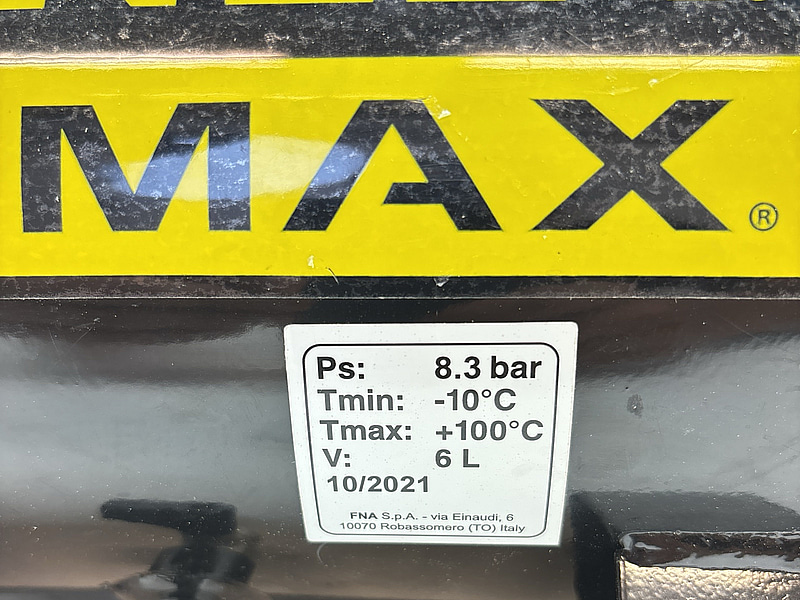 MAX®
Ps: 8.3 bar
Tmin: -10°C
Tmax: +100°C
V: 6 L
10/2021
FNA S.p.A. - via Einaudi, 6
10070 Robassomero (TO) Italy